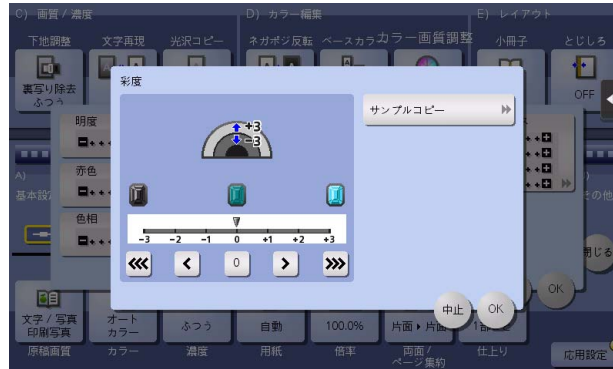 C) 画質 / 濃度
D) カラー編集
E) レイアウト
下地調整
文字再現
光沢コピー
ネガポジ反転
ベースカラ
カラー画質調整
小冊子
とじしろ
裏写り除去
ふつう
OFF
彩度
+3
-3
サンプルコピー
明度
赤色
色相
A)
基本設
その他
-3 -2 -1 0 +1 +2 +3
0
閉じる
OK
中止
OK
文字 / 写真
印刷写真
オート
カラー
ふつう
自動
100.0%
片面
片面
原稿画質
カラー
濃度
用紙
倍率
両面 /
ページ集約
仕上り
応用設定